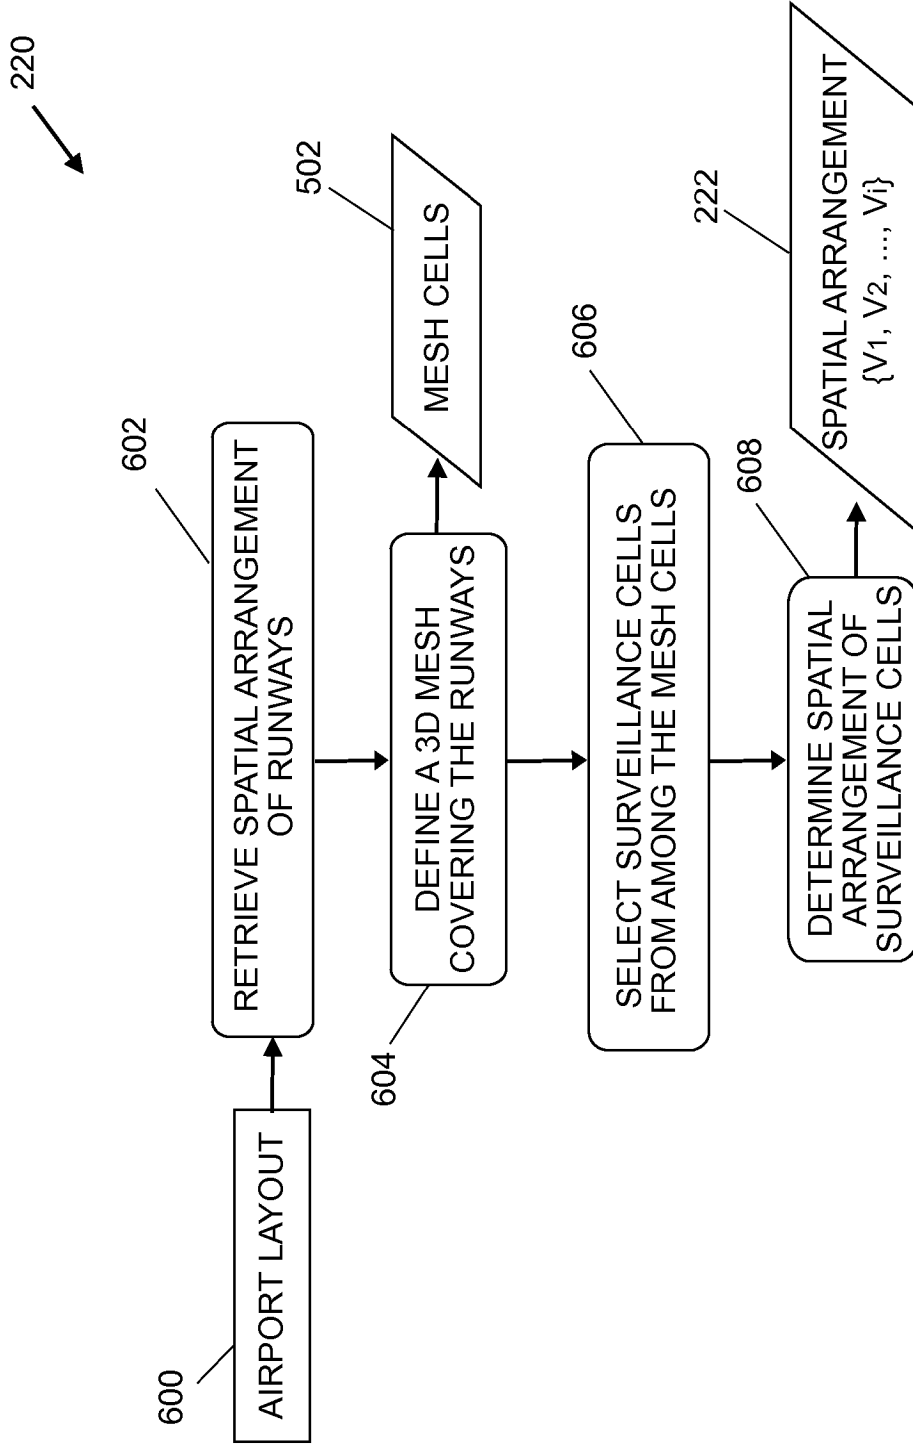 220
600
AIRPORT LAYOUT
602
RETRIEVE SPATIAL ARRANGEMENT
OF RUNWAYS
604
DEFINE A 3D MESH
COVERING THE RUNWAYS
502
MESH CELLS
606
SELECT SURVEILLANCE CELLS
FROM AMONG THE MESH CELLS
608
DETERMINE SPATIAL
ARRANGEMENT OF
SURVEILLANCE CELLS
222
SPATIAL ARRANGEMENT
{V1, V2, ..., Vi}